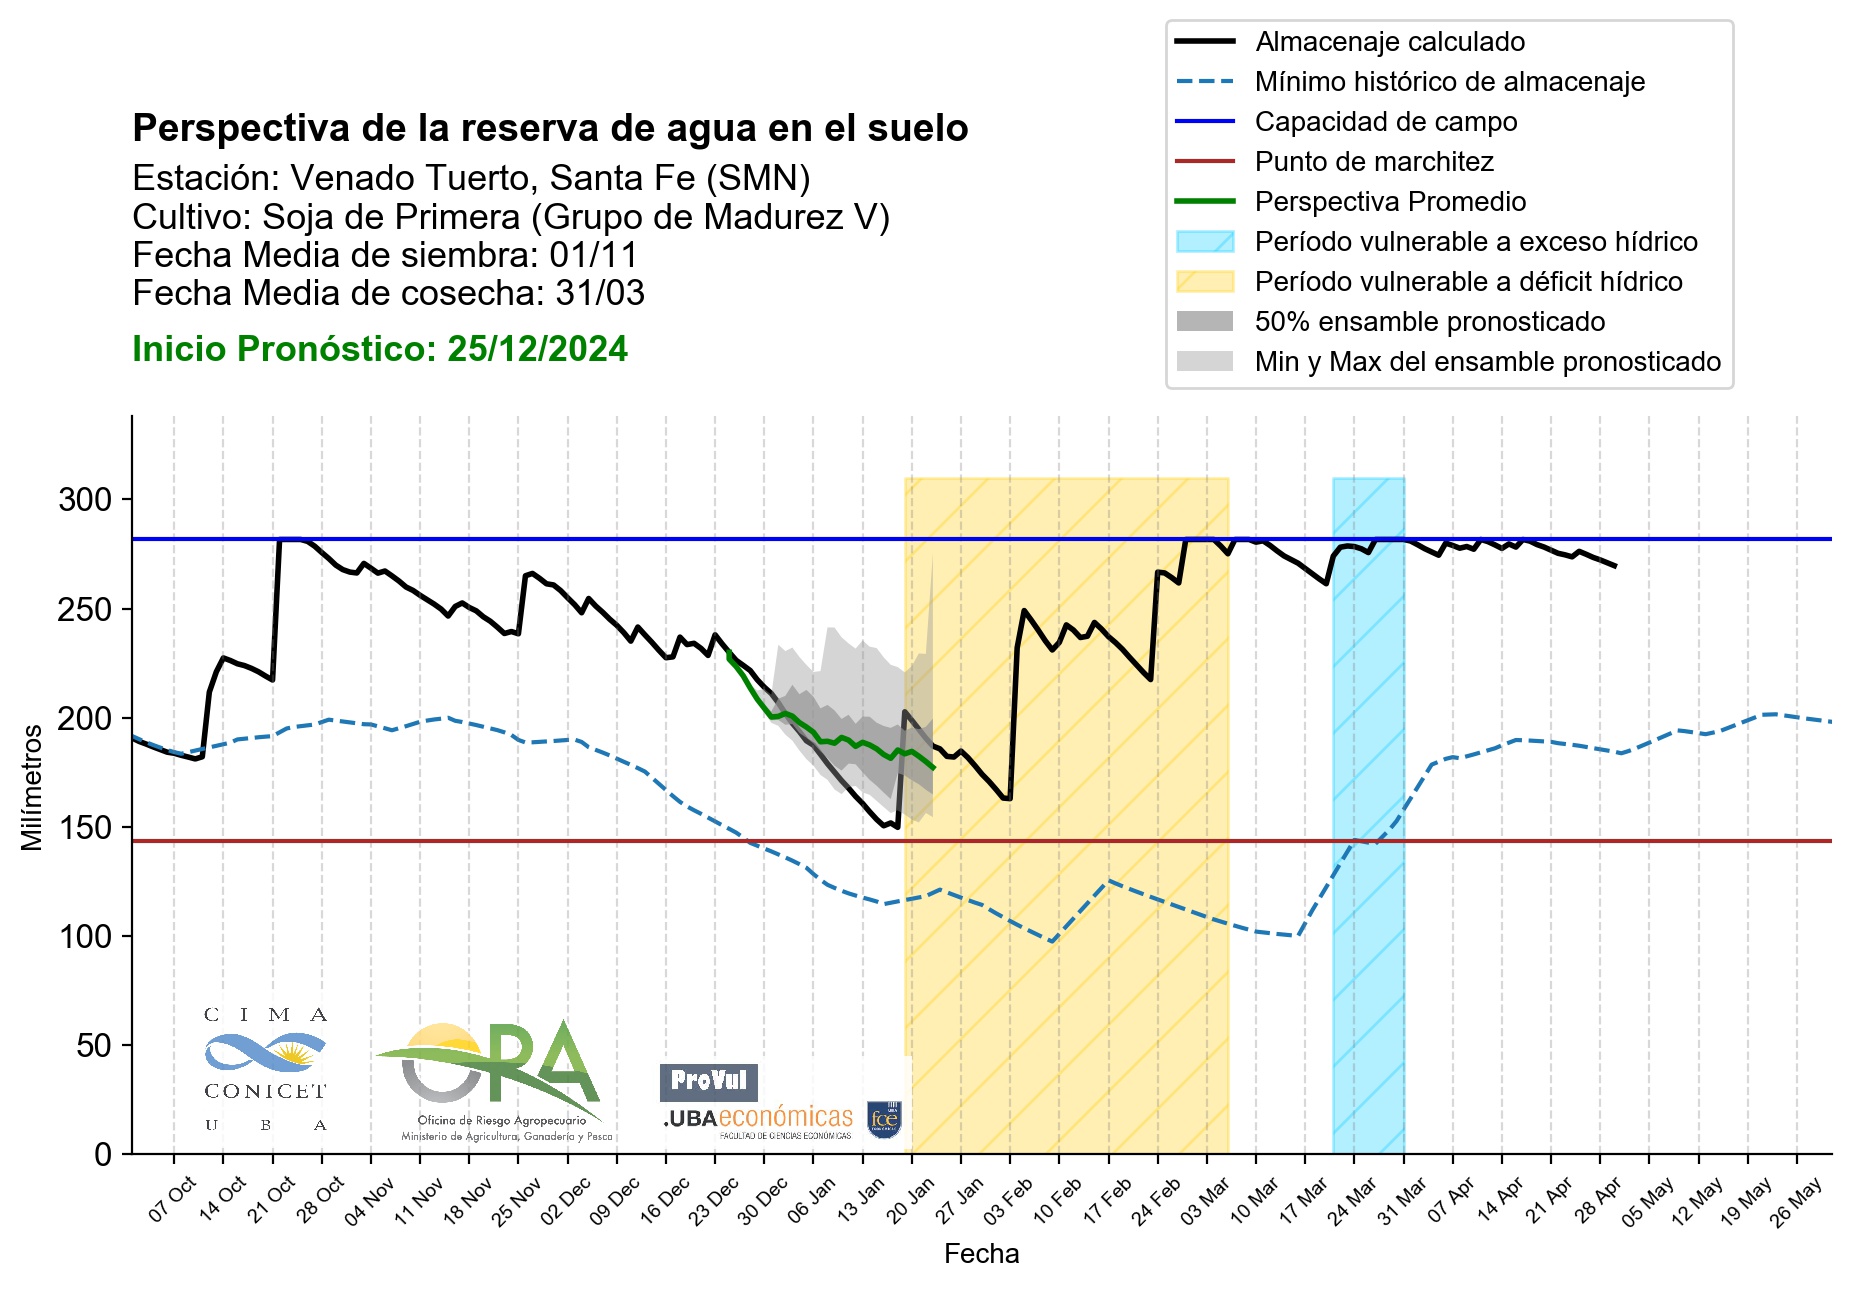 Almacenaje calculado
Mínimo histórico de almacenaje
Capacidad de campo
Punto de marchitez
Perspectiva Promedio
Período vulnerable a exceso hídrico
Período vulnerable a déficit hídrico
50% ensamble pronosticado
Min y Max del ensamble pronosticado
Perspectiva de la reserva de agua en el suelo
Estación: Venado Tuerto, Santa Fe (SMN)
Cultivo: Soja de Primera (Grupo de Madurez V)
Fecha Media de siembra: 01/11
Fecha Media de cosecha: 31/03
Inicio Pronóstico: 25/12/2024
Milímetros
300
250
200
150
100
50
0
CIMA
CONICET
UBA
ORA
Oficina de Riesgo Agropecuario
Ministerio de Agricultura, Ganadería y Pesca
ProVul
.UBAeconómicas
FACULTAD DE CIENCIAS ECONÓMICAS
fce
07 Oct
14 Oct
21 Oct
28 Oct
04 Nov
11 Nov
18 Nov
25 Nov
02 Dec
09 Dec
16 Dec
23 Dec
30 Dec
06 Jan
13 Jan
20 Jan
27 Jan
03 Feb
10 Feb
17 Feb
24 Feb
03 Mar
10 Mar
17 Mar
24 Mar
31 Mar
07 Apr
14 Apr
21 Apr
28 Apr
05 May
12 May
19 May
26 May
Fecha